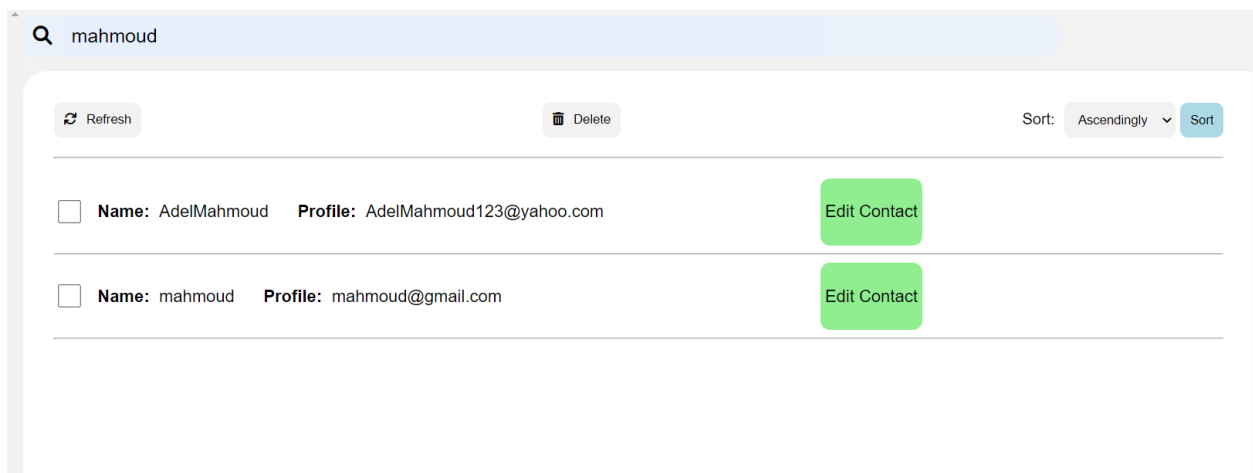 mahmoud
Refresh Delete Sort: Ascendingly Sort
Name: AdelMahmoud Profile: AdelMahmoud123@yahoo.com Edit Contact
Name: mahmoud Profile: mahmoud@gmail.com Edit Contact